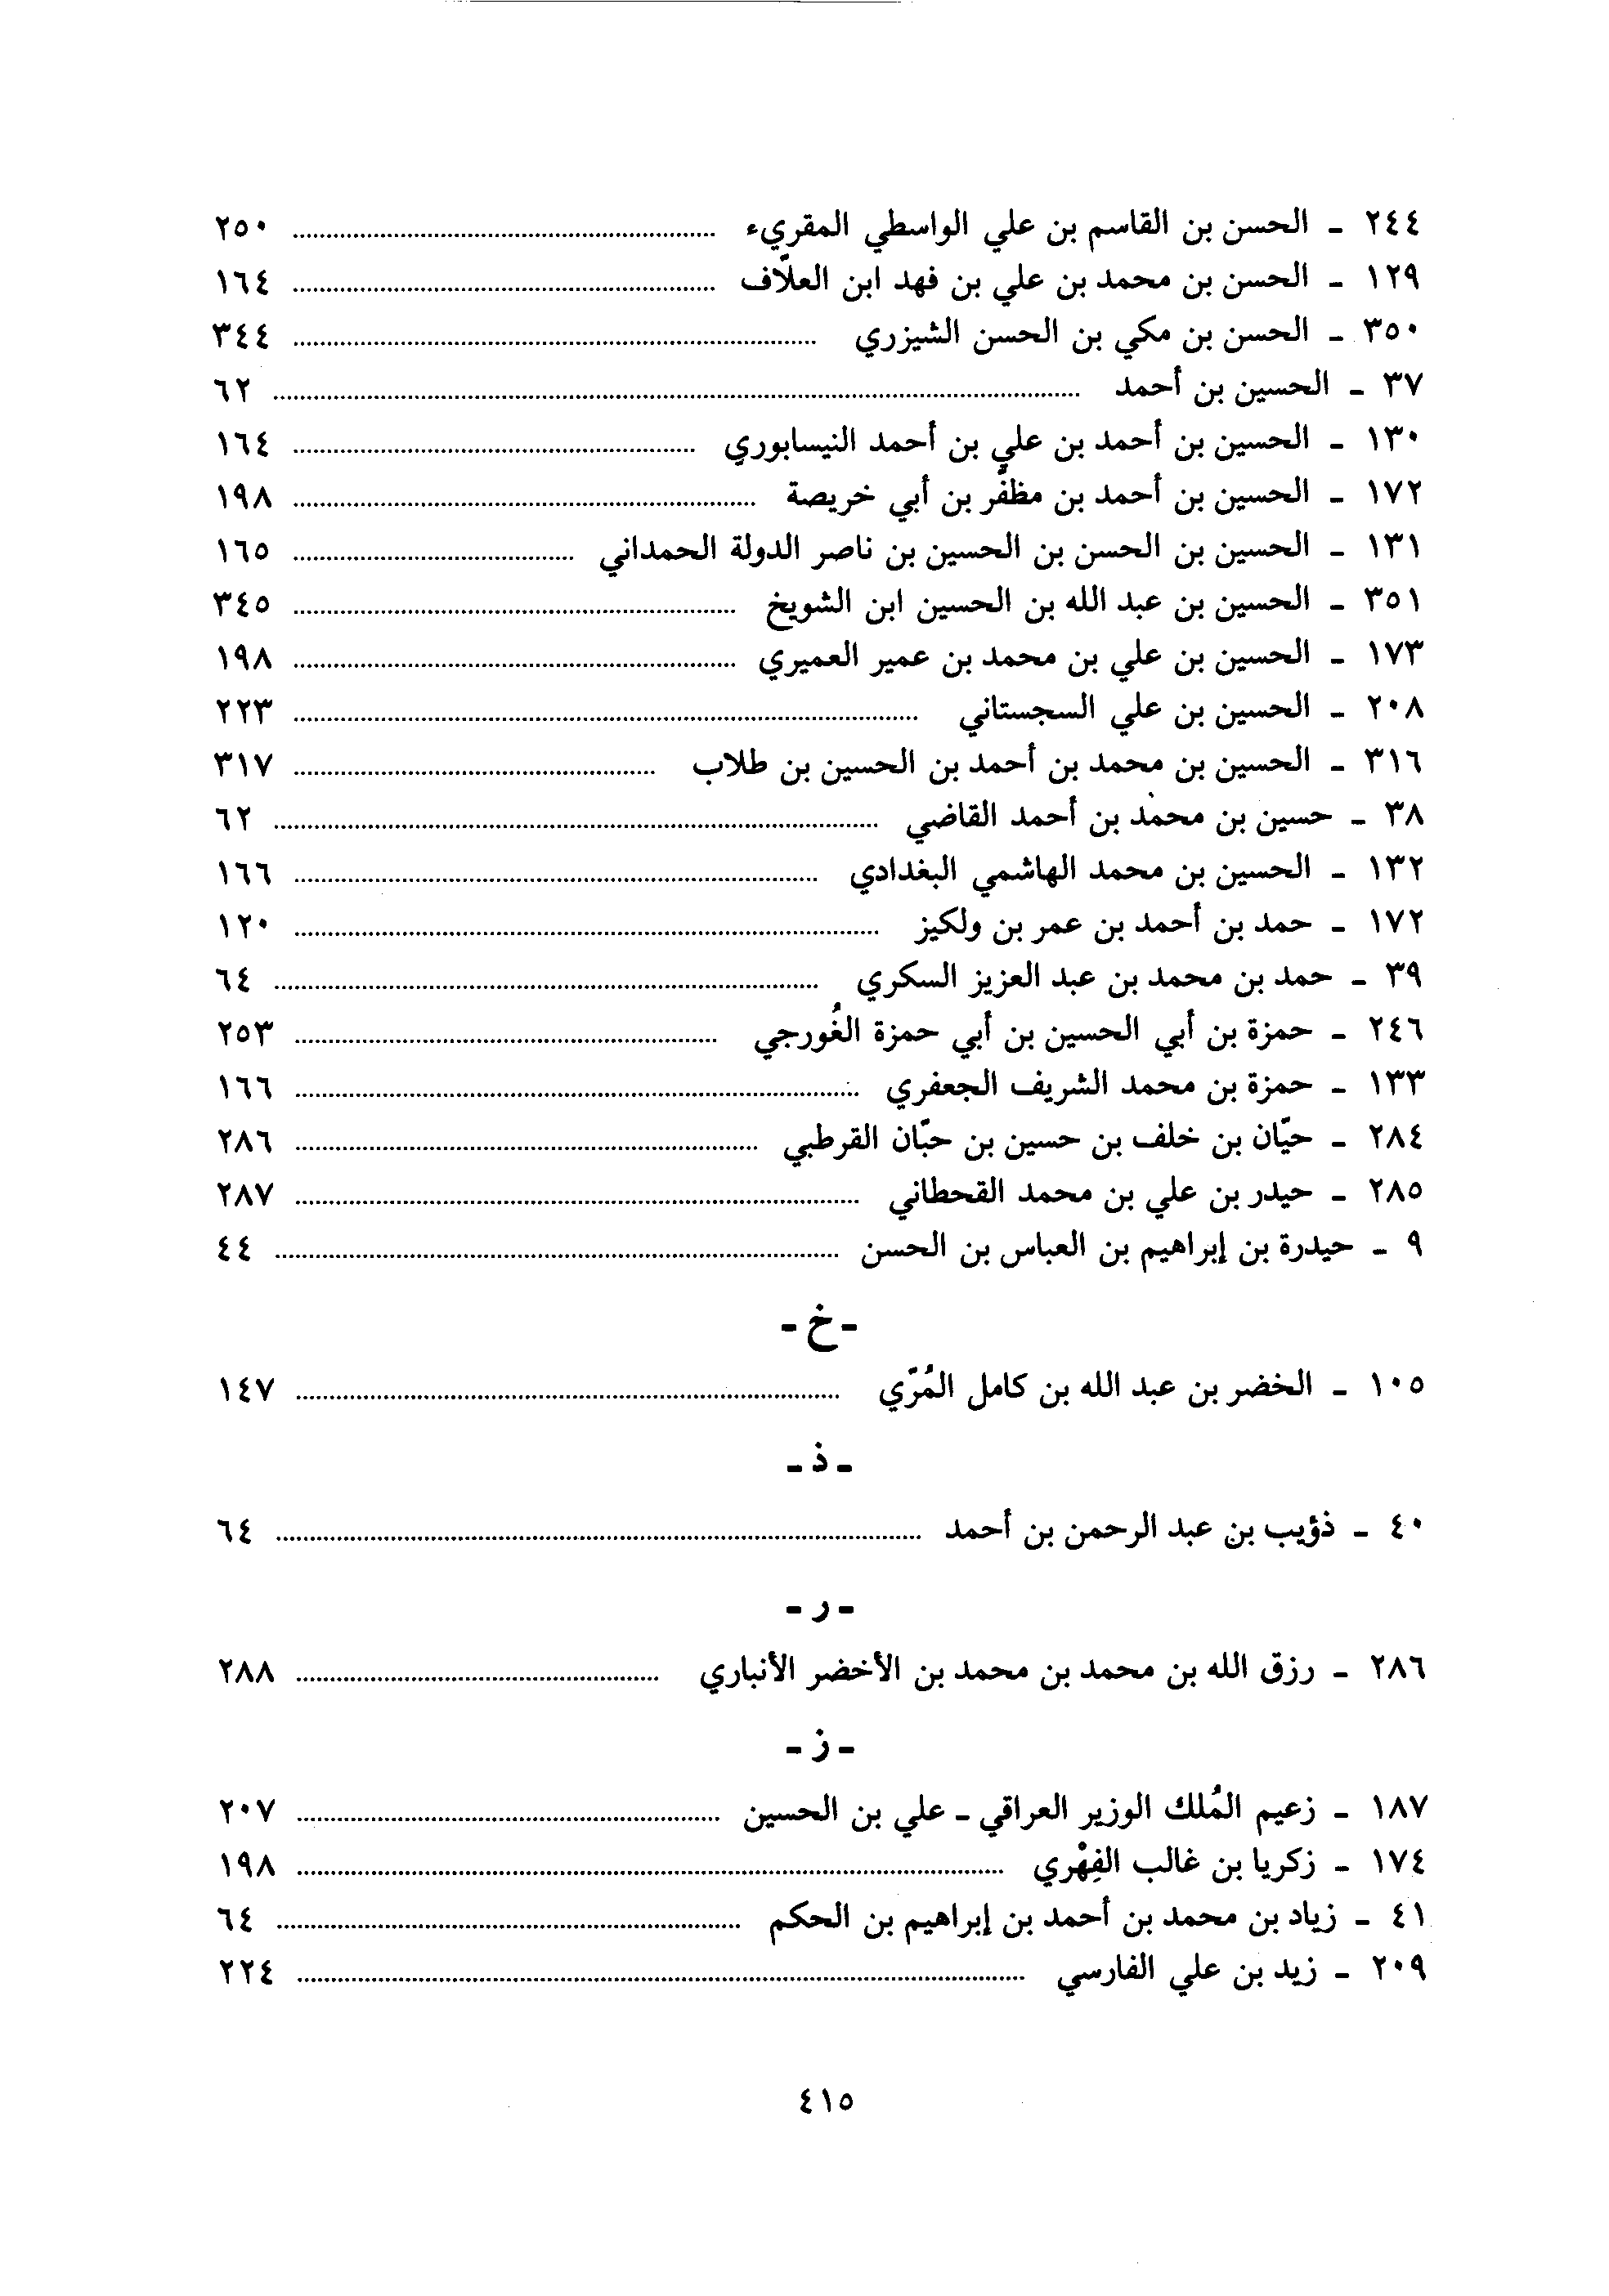 ٢٤٤ - الحسن بن القاسم بن علي الواسطي المقريء ........ ٢٥٠
١٢٩ - الحسن بن محمد بن علي بن فهد ابن العلّاف ........ ١٦٤
٣٥٠ - الحسن بن مكي بن الحسن الشيزري ........ ٣٤٤
٣٧ - الحسين بن أحمد ........ ٦٢
١٣٠ - الحسين بن أحمد بن علي بن أحمد النيسابوري ........ ١٦٤
١٧٢ - الحسين بن أحمد بن مظفّر بن أبي خريصة ........ ١٩٨
١٣١ - الحسين بن الحسن بن الحسين بن ناصر الدولة الحمداني ........ ١٦٥
٣٥١ - الحسين بن عبد الله بن الحسين ابن الشويخ ........ ٣٤٥
١٧٣ - الحسين بن علي بن محمد بن عمير العميري ........ ١٩٨
٢٠٨ - الحسين بن علي السجستاني ........ ٢٢٣
٣١٦ - الحسين بن محمد بن أحمد بن الحسين بن طلاب ........ ٣١٧
٣٨ - حسين بن محمد بن أحمد القاضي ........ ٦٢
١٣٢ - الحسين بن محمد الهاشمي البغدادي ........ ١٦٦
١٧٢ - حمد بن أحمد بن عمر بن ولكيز ........ ١٢٠
٣٩ - حمد بن محمد بن عبد العزيز السكري ........ ٦٤
٢٤٦ - حمزة بن أبي الحسين بن أبي حمزة الغُورجي ........ ٢٥٣
١٣٣ - حمزة بن محمد الشريف الجعفري ........ ١٦٦
٢٨٤ - حيّان بن خلف بن حسين بن حبّان القرطبي ........ ٢٨٦
٢٨٥ - حيدر بن علي بن محمد القحطاني ........ ٢٨٧
٩ - حيدرة بن إبراهيم بن العباس بن الحسن ........ ٤٤
- خ -
١٠٥ - الخضر بن عبد الله بن كامل المُرّي ........ ١٤٧
- ذ -
٤٠ - ذؤيب بن عبد الرحمن بن أحمد ........ ٦٤
- ر -
٢٨٦ - رزق الله بن محمد بن محمد بن الأخضر الأنباري ........ ٢٨٨
- ز -
١٨٧ - زعيم المُلك الوزير العراقي - علي بن الحسين ........ ٢٠٧
١٧٤ - زكريا بن غالب الفِهْري ........ ١٩٨
٤١ - زياد بن محمد بن أحمد بن إبراهيم بن الحكم ........ ٦٤
٢٠٩ - زيد بن علي الفارسي ........ ٢٢٤
٤١٥